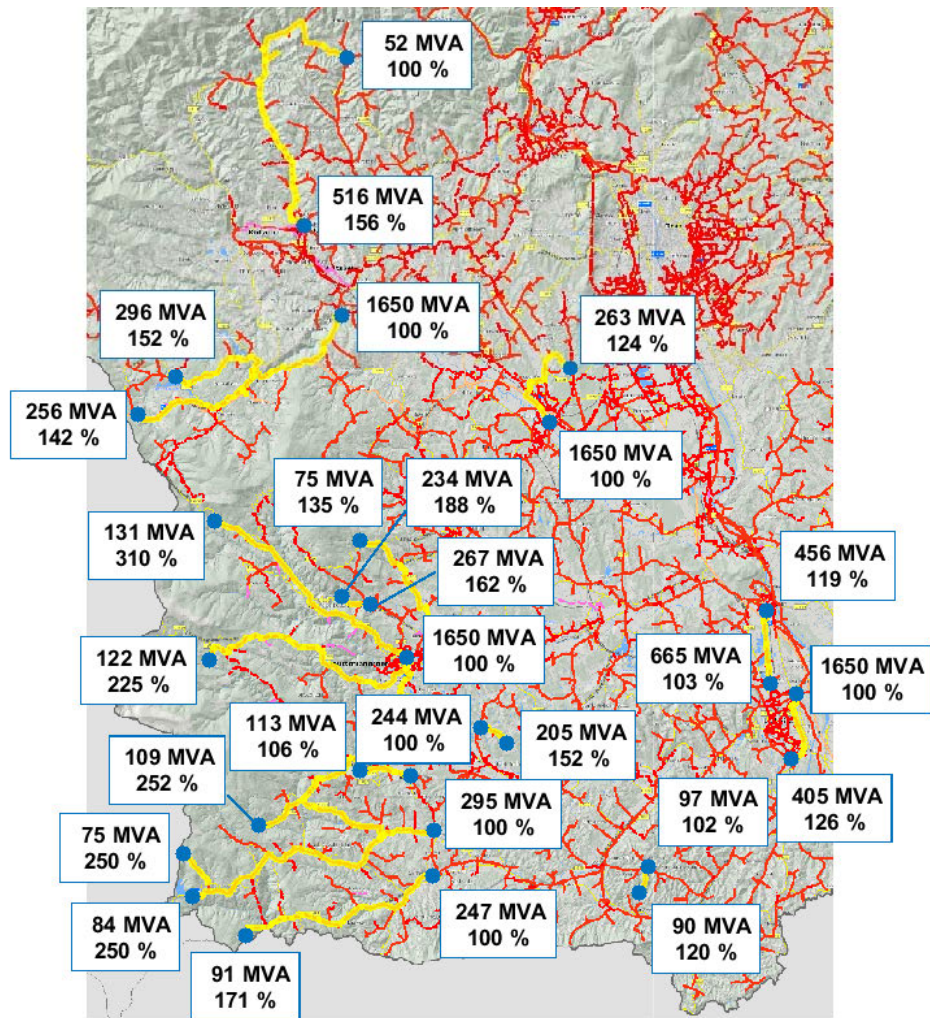 52 MVA
100 %
516 MVA
156 %
1650 MVA
100 %
296 MVA
152 %
263 MVA
124 %
256 MVA
142 %
1650 MVA
100 %
75 MVA
135 %
234 MVA
188 %
131 MVA
310 %
267 MVA
162 %
456 MVA
119 %
1650 MVA
100 %
122 MVA
225 %
665 MVA
103 %
1650 MVA
100 %
113 MVA
106 %
244 MVA
100 %
205 MVA
152 %
109 MVA
252 %
295 MVA
100 %
97 MVA
102 %
405 MVA
126 %
75 MVA
250 %
84 MVA
250 %
247 MVA
100 %
90 MVA
120 %
91 MVA
171 %